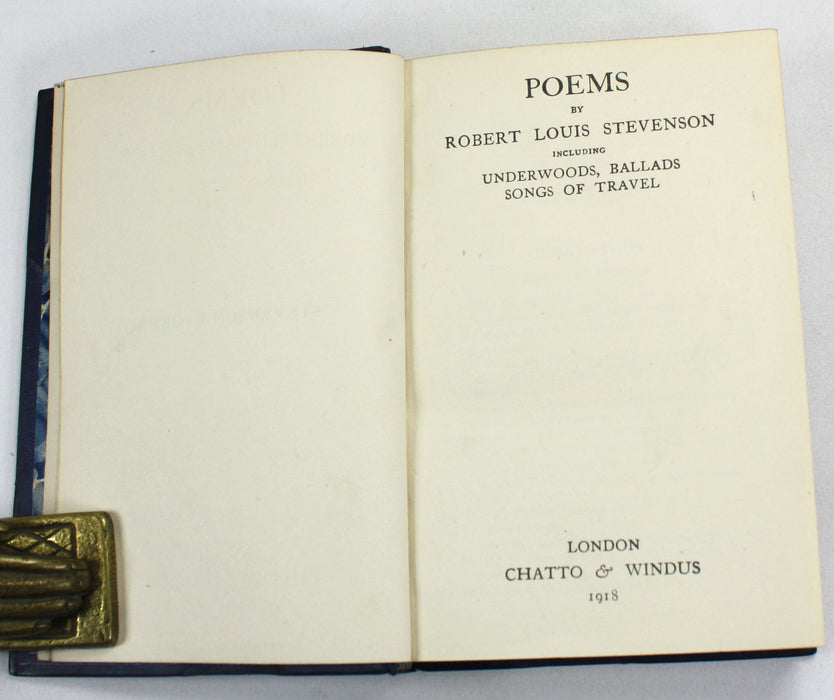 POEMS
BY
ROBERT LOUIS STEVENSON
INCLUDING
UNDERWOODS, BALLADS
SONGS OF TRAVEL
LONDON
CHATTO & WINDUS
1918